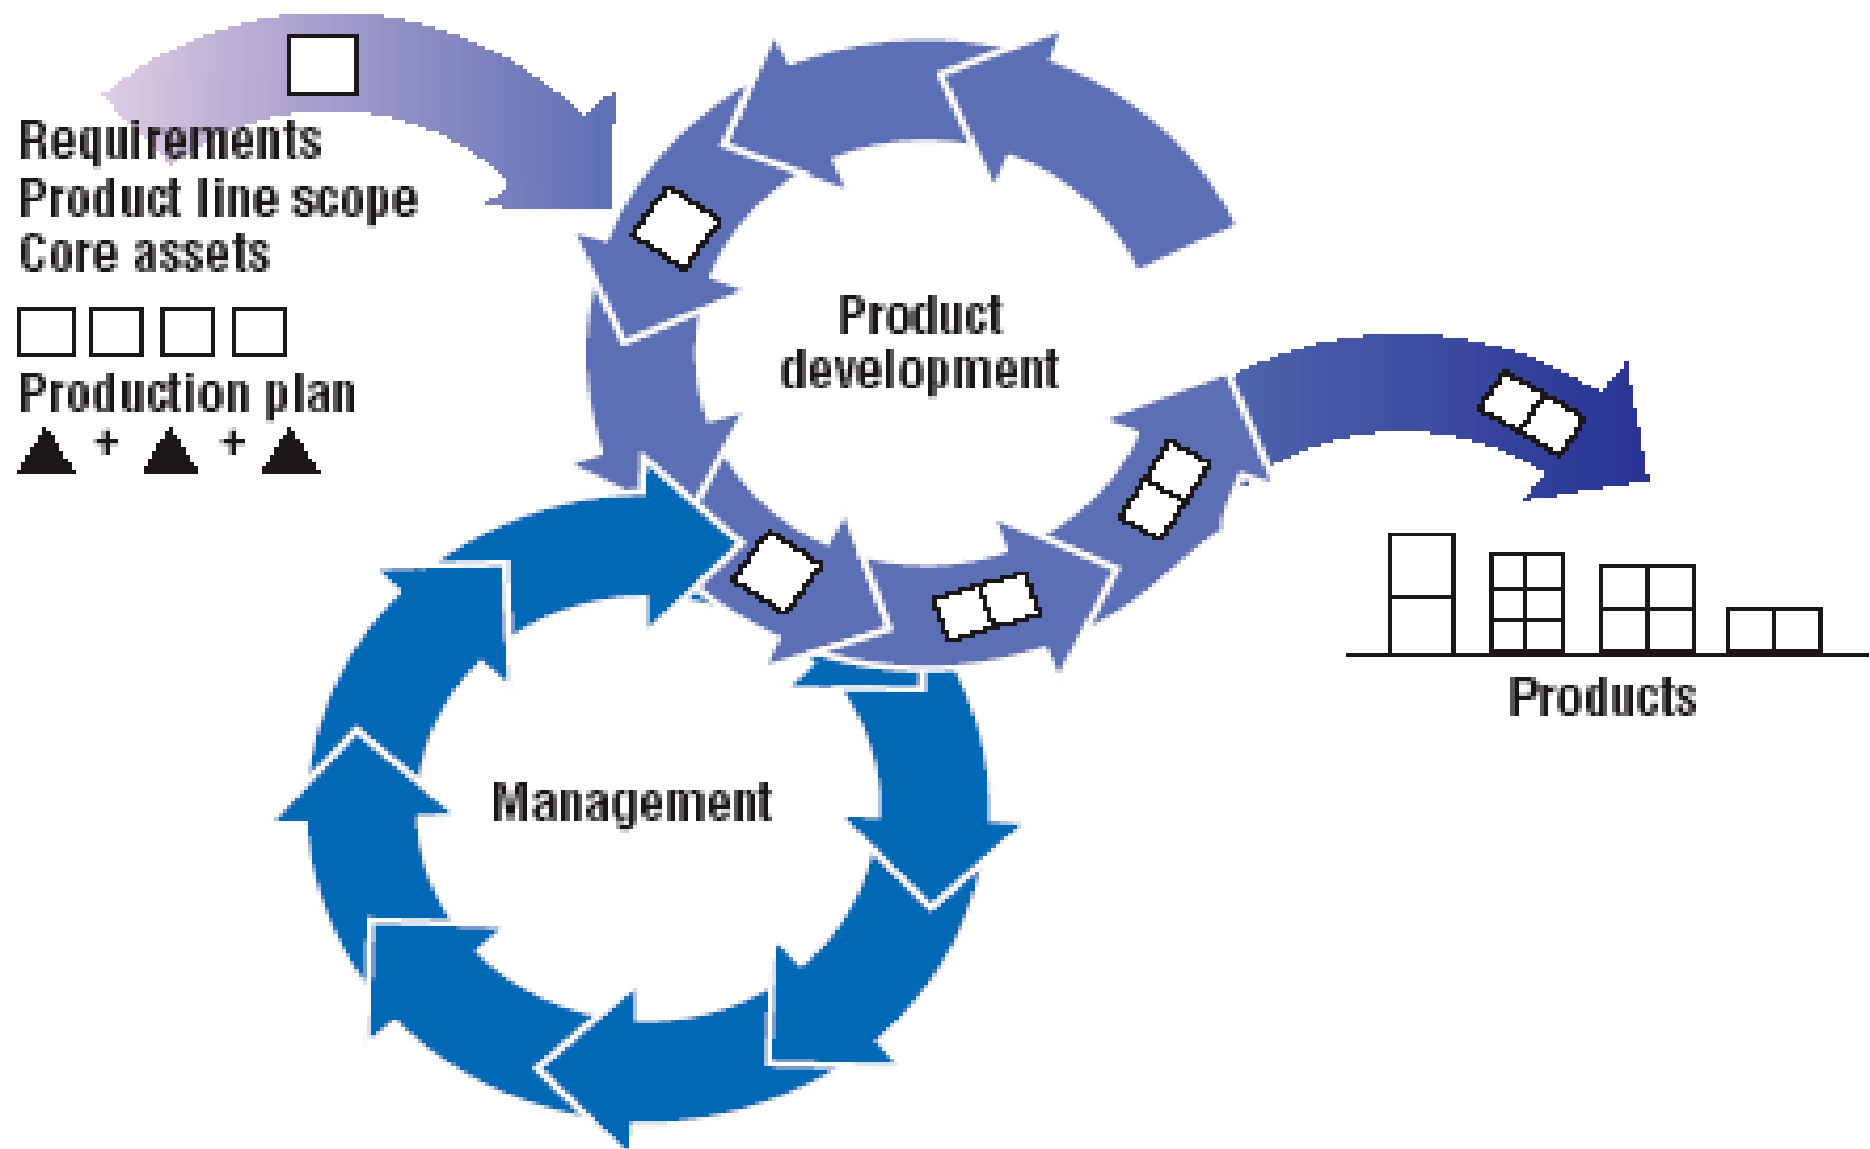 Requirements
Product line scope
Core assets
Production plan
+ +
Product
development
Management
Products